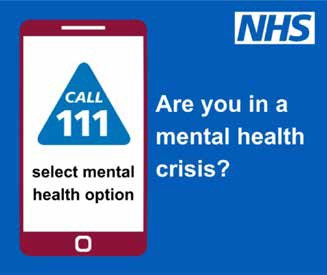 NHS
CALL
111
select mental
health option
Are you in a
mental health
crisis?